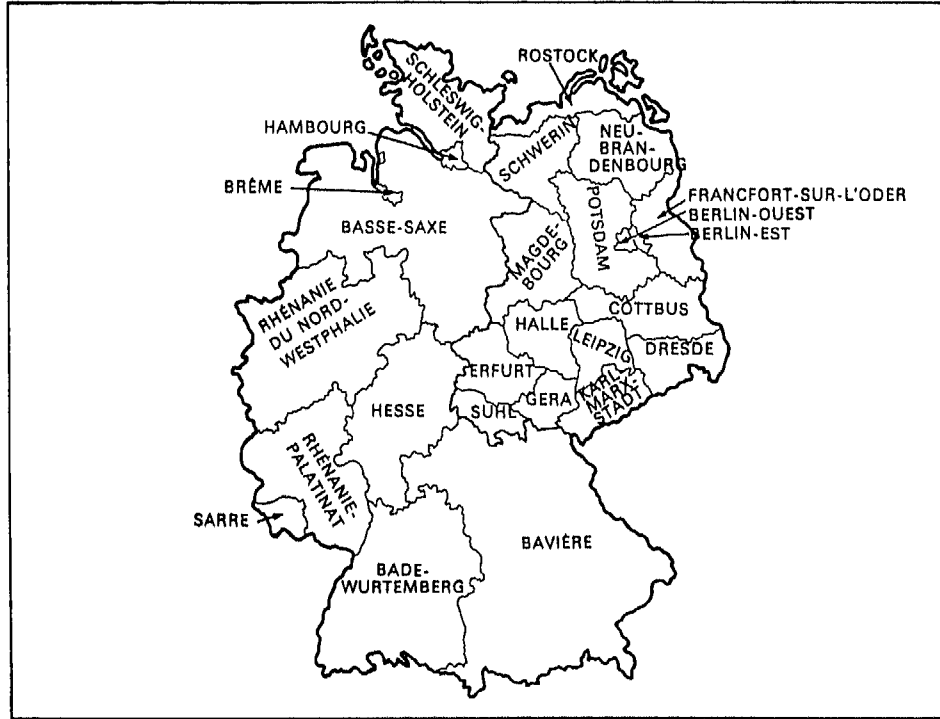 ROSTOCK
SCHLESWIG-
HOLSTEIN
HAMBOURG
SCHWERIN
NEU-
BRAN-
DENBOURG
BRÊME
FRANCFORT-SUR-L'ODER
BERLIN-OUEST
BERLIN-EST
POTSDAM
BASSE-SAXE
MAGDE-
BOURG
RHÉNANIE
DU NORD-
WESTPHALIE
COTTBUS
HALLE
LEIPZIG
DRESDE
ERFURT
KARL-
MARX-
STADT
GERA
SUHL
HESSE
RHÉNANIE-
PALATINAT
SARRE
BAVIÈRE
BADE-
WURTEMBERG